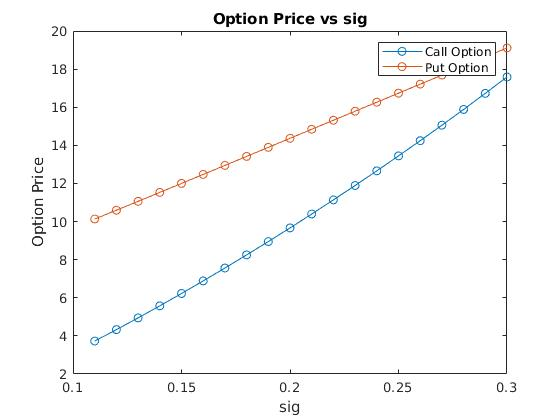 Option Price vs sig
Call Option
Put Option
Option Price
20
18
16
14
12
10
8
6
4
2
0.1 0.15 0.2 0.25 0.3
sig